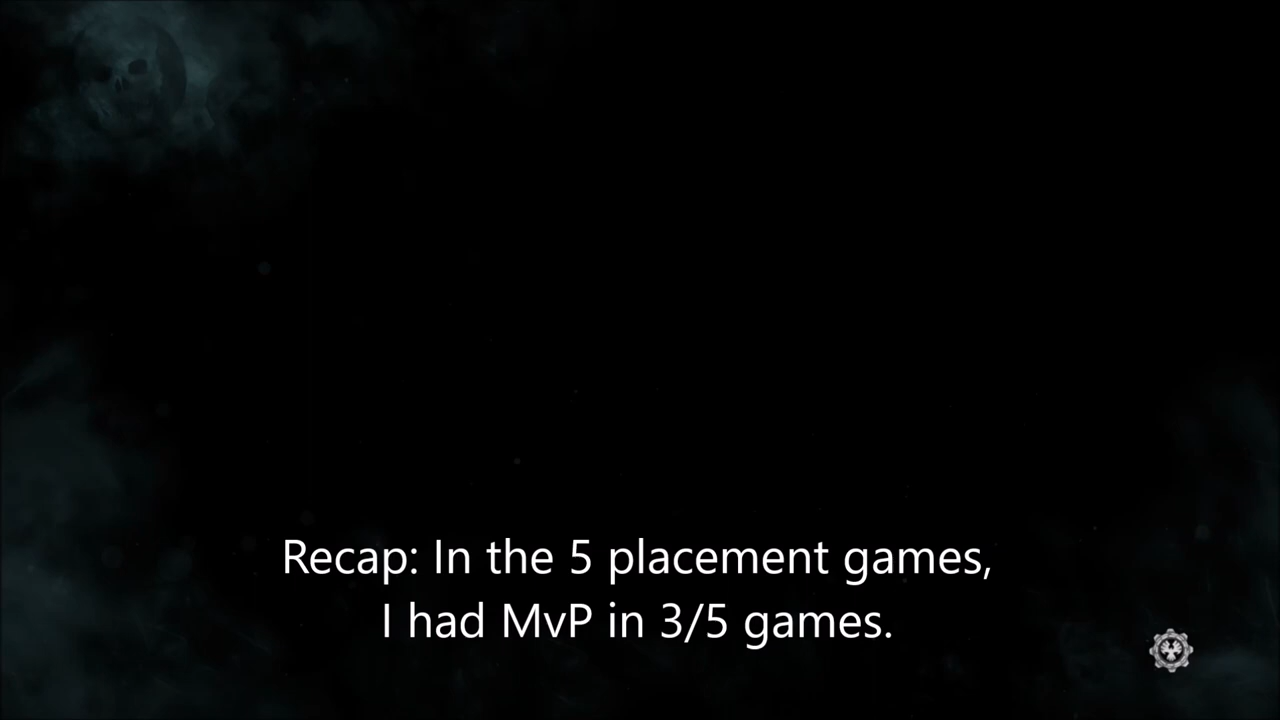 Recap: In the 5 placement games,
I had MvP in 3/5 games.